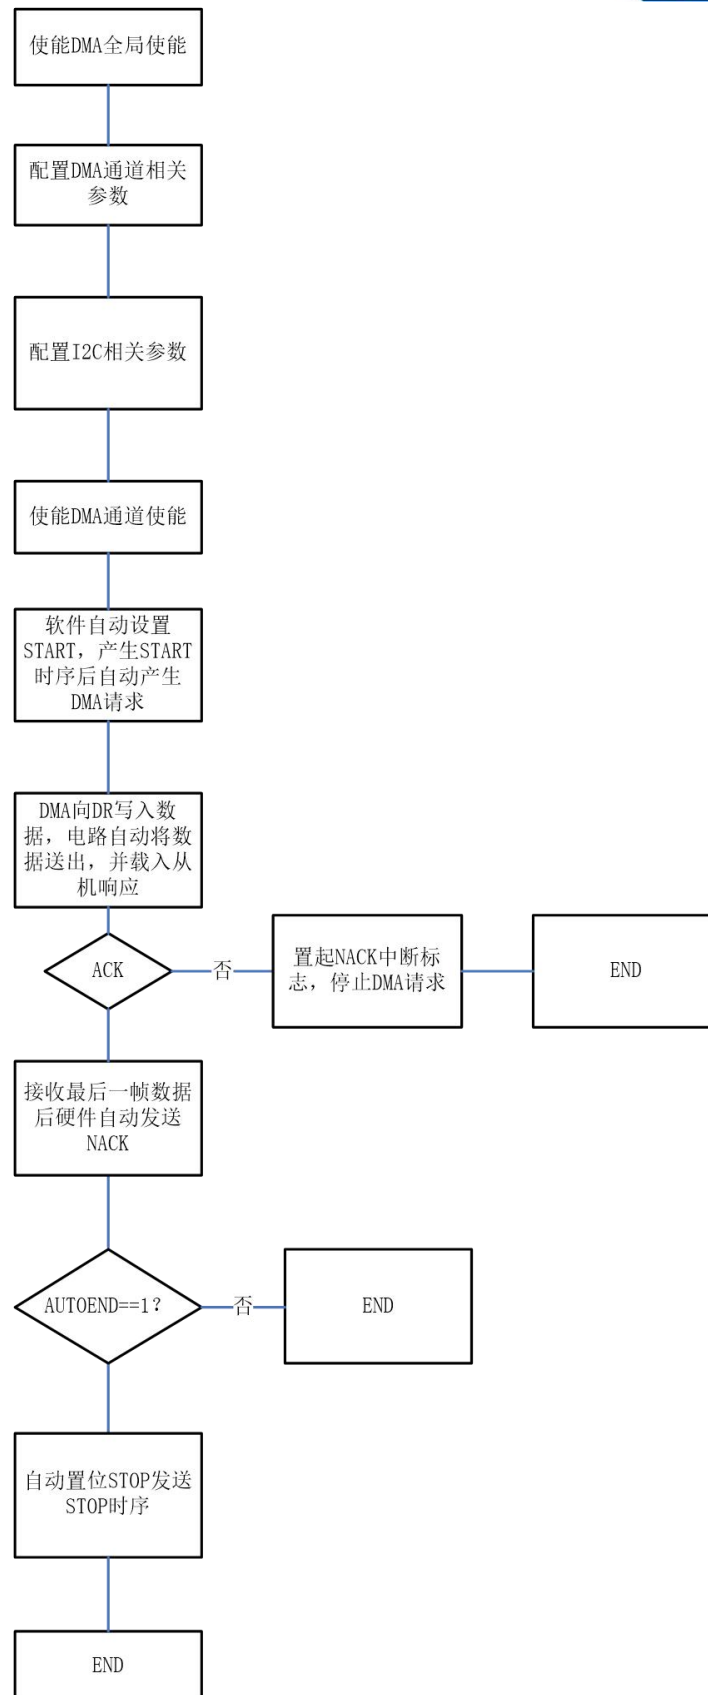 使能DMA全局使能
配置DMA通道相关
参数
配置I2C相关参数
使能DMA通道使能
软件自动设置
START，产生START
时序后自动产生
DMA请求
DMA向DR写入数
据，电路自动将数
据送出，并载入从
机响应
ACK
否
置起NACK中断标
志，停止DMA请求
END
接收最后一帧数据
后硬件自动发送
NACK
AUTOEND==1？
否
END
自动置位STOP发送
STOP时序
END